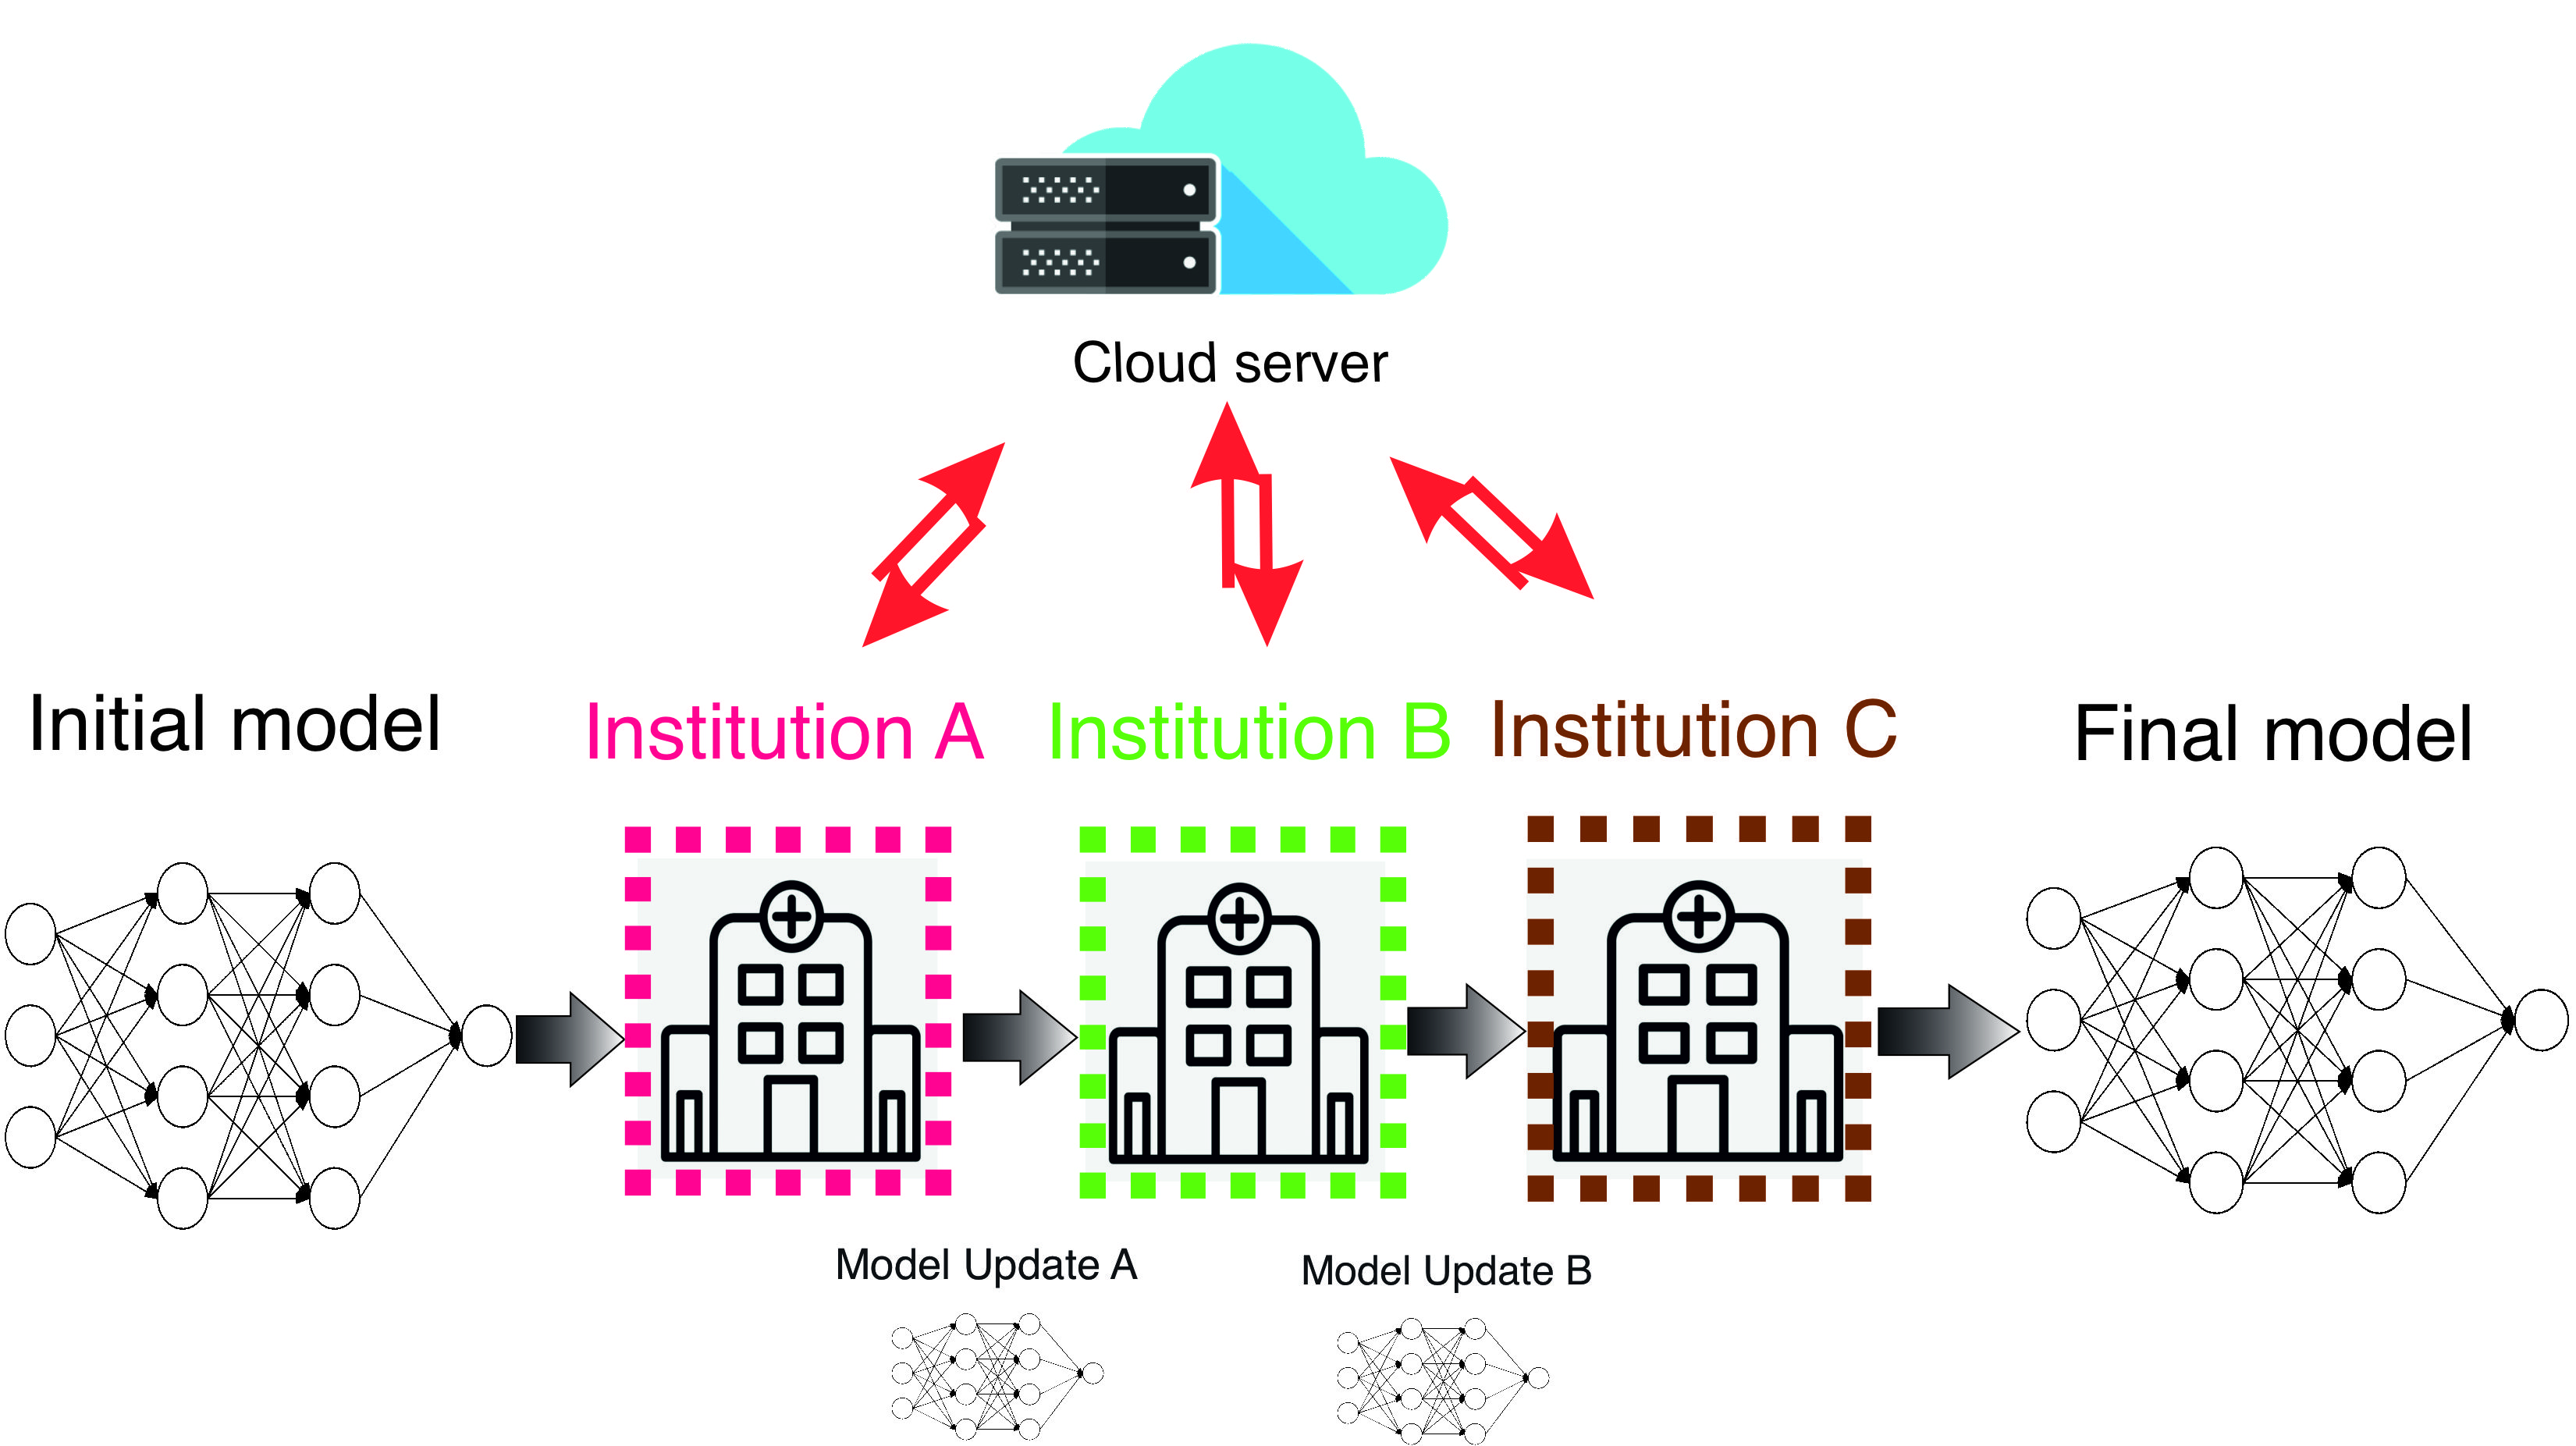 Cloud server
Initial model
Institution A
Institution B
Institution C
Final model
Model Update A
Model Update B